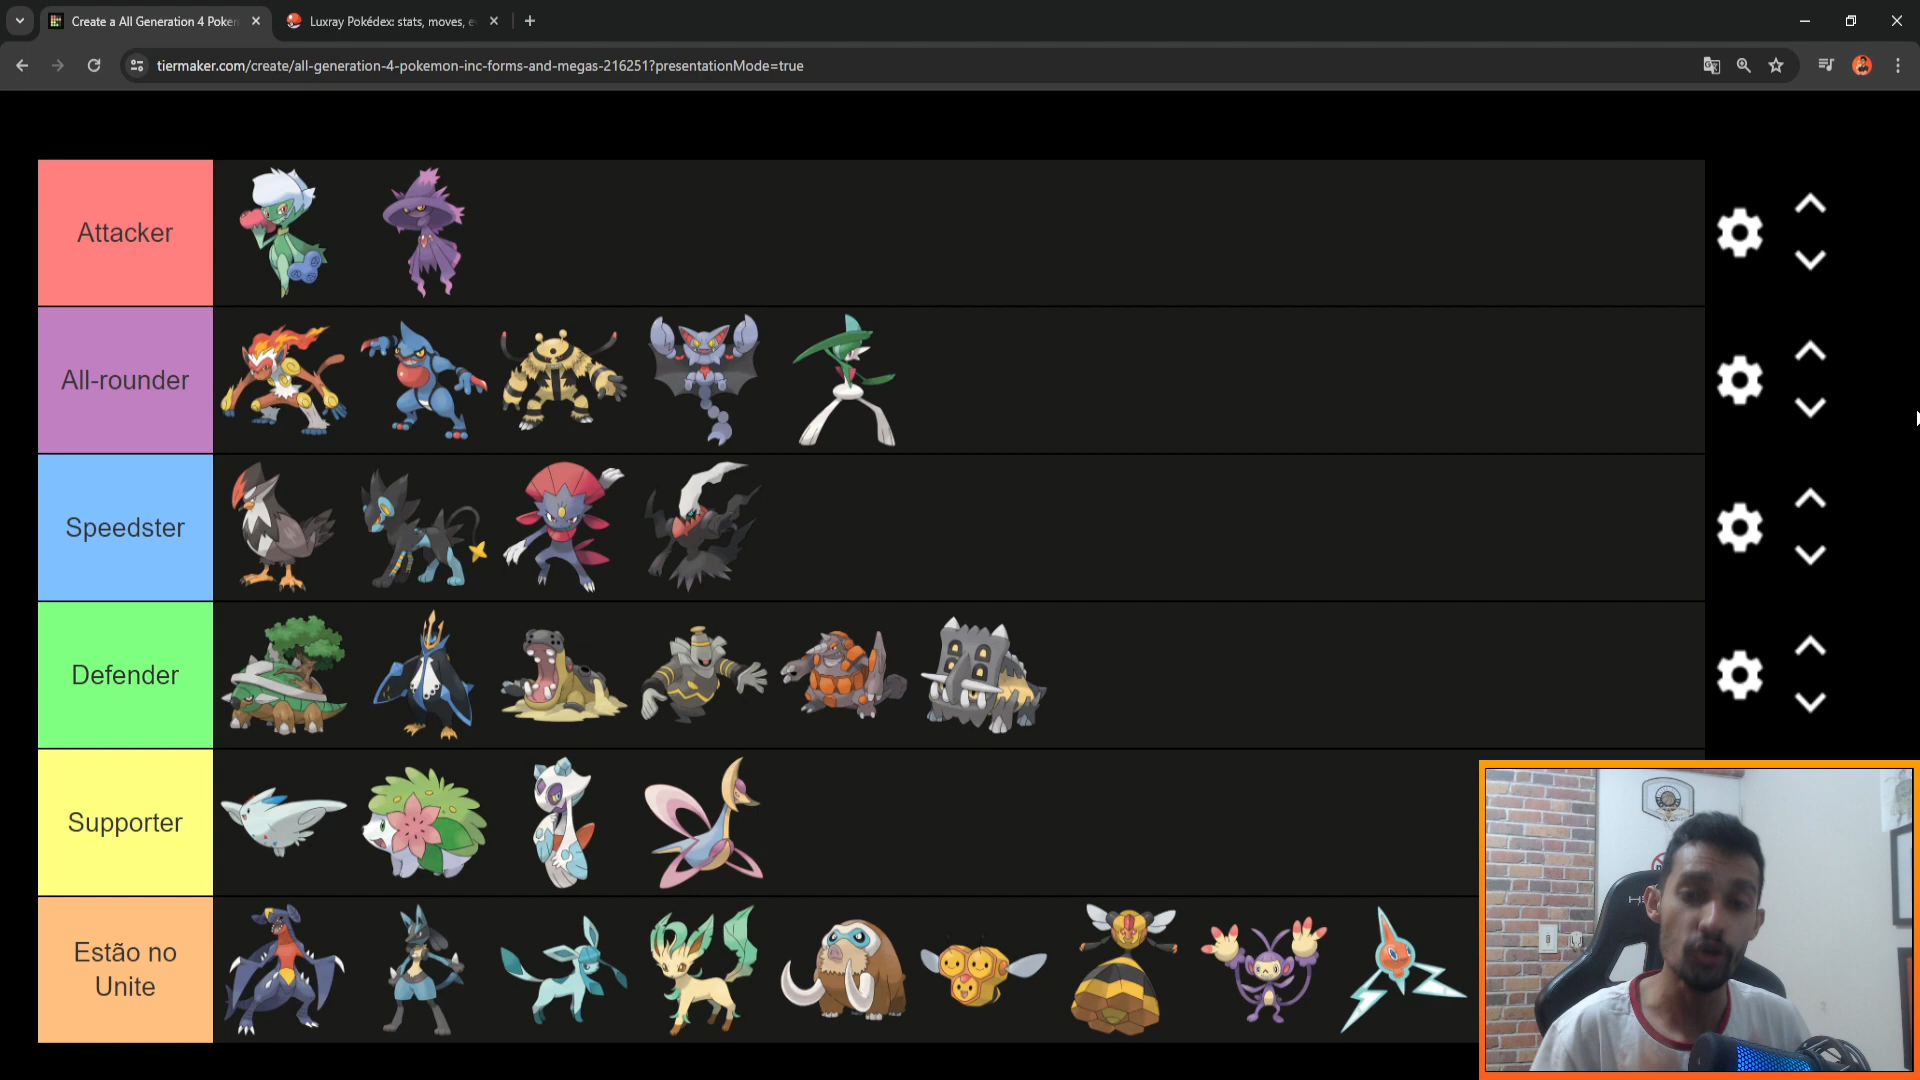 Create a All Generation 4 Poken
Luxray Pokédex: stats, moves, e
tiermaker.com/create/all-generation-4-pokemon-inc-forms-and-megas-216251?presentationMode=true
Attacker
All-rounder
Speedster
Defender
Supporter
Estão no
Unite